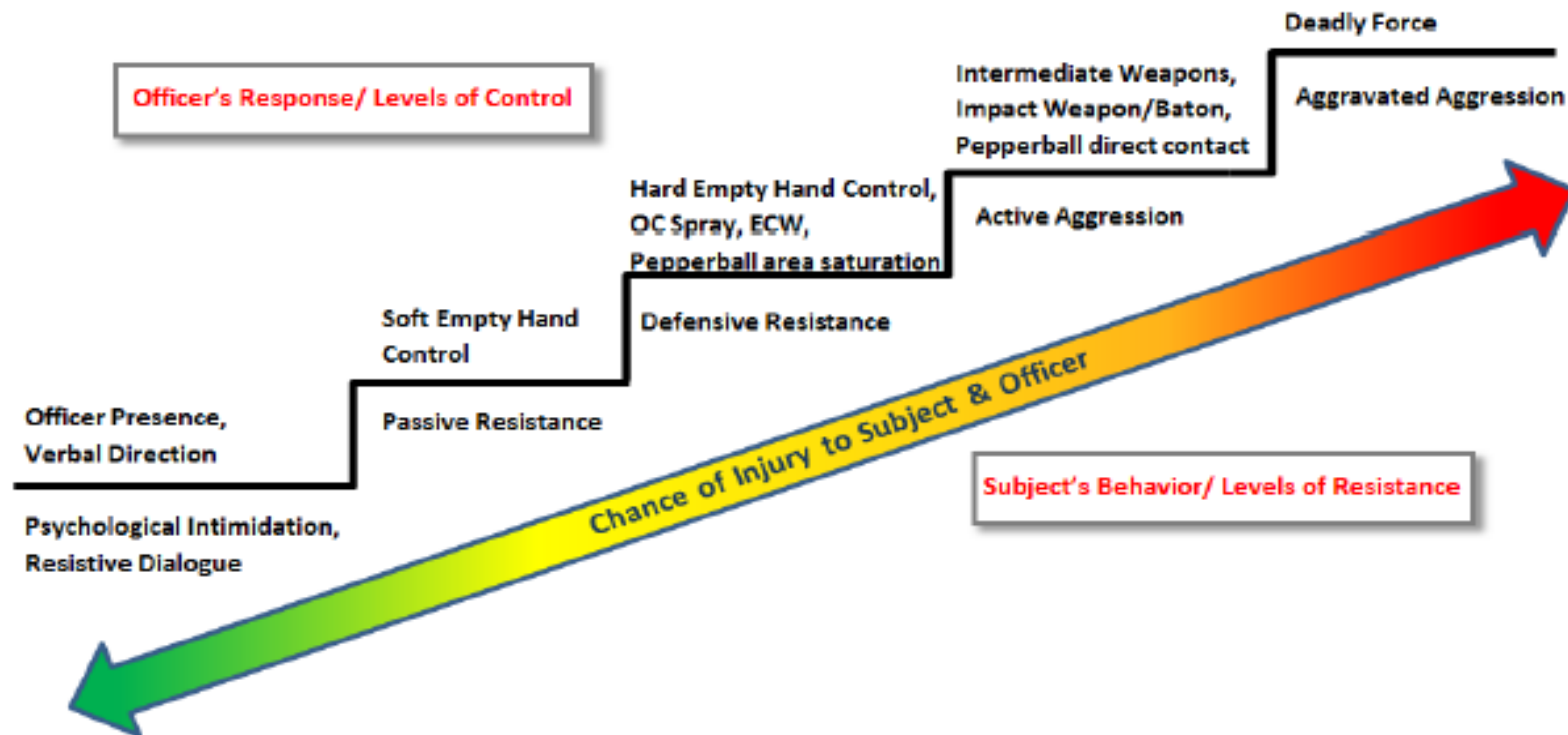 Deadly Force
Officer's Response/ Levels of Control
Intermediate Weapons,
Impact Weapon/Baton,
Pepperball direct contact
Aggravated Aggression
Hard Empty Hand Control,
OC Spray, ECW,
Pepperball area saturation
Active Aggression
Soft Empty Hand
Control
Defensive Resistance
Officer Presence,
Verbal Direction
Passive Resistance
Chance of Injury to Subject & Officer
Subject's Behavior/ Levels of Resistance
Psychological Intimidation,
Resistive Dialogue